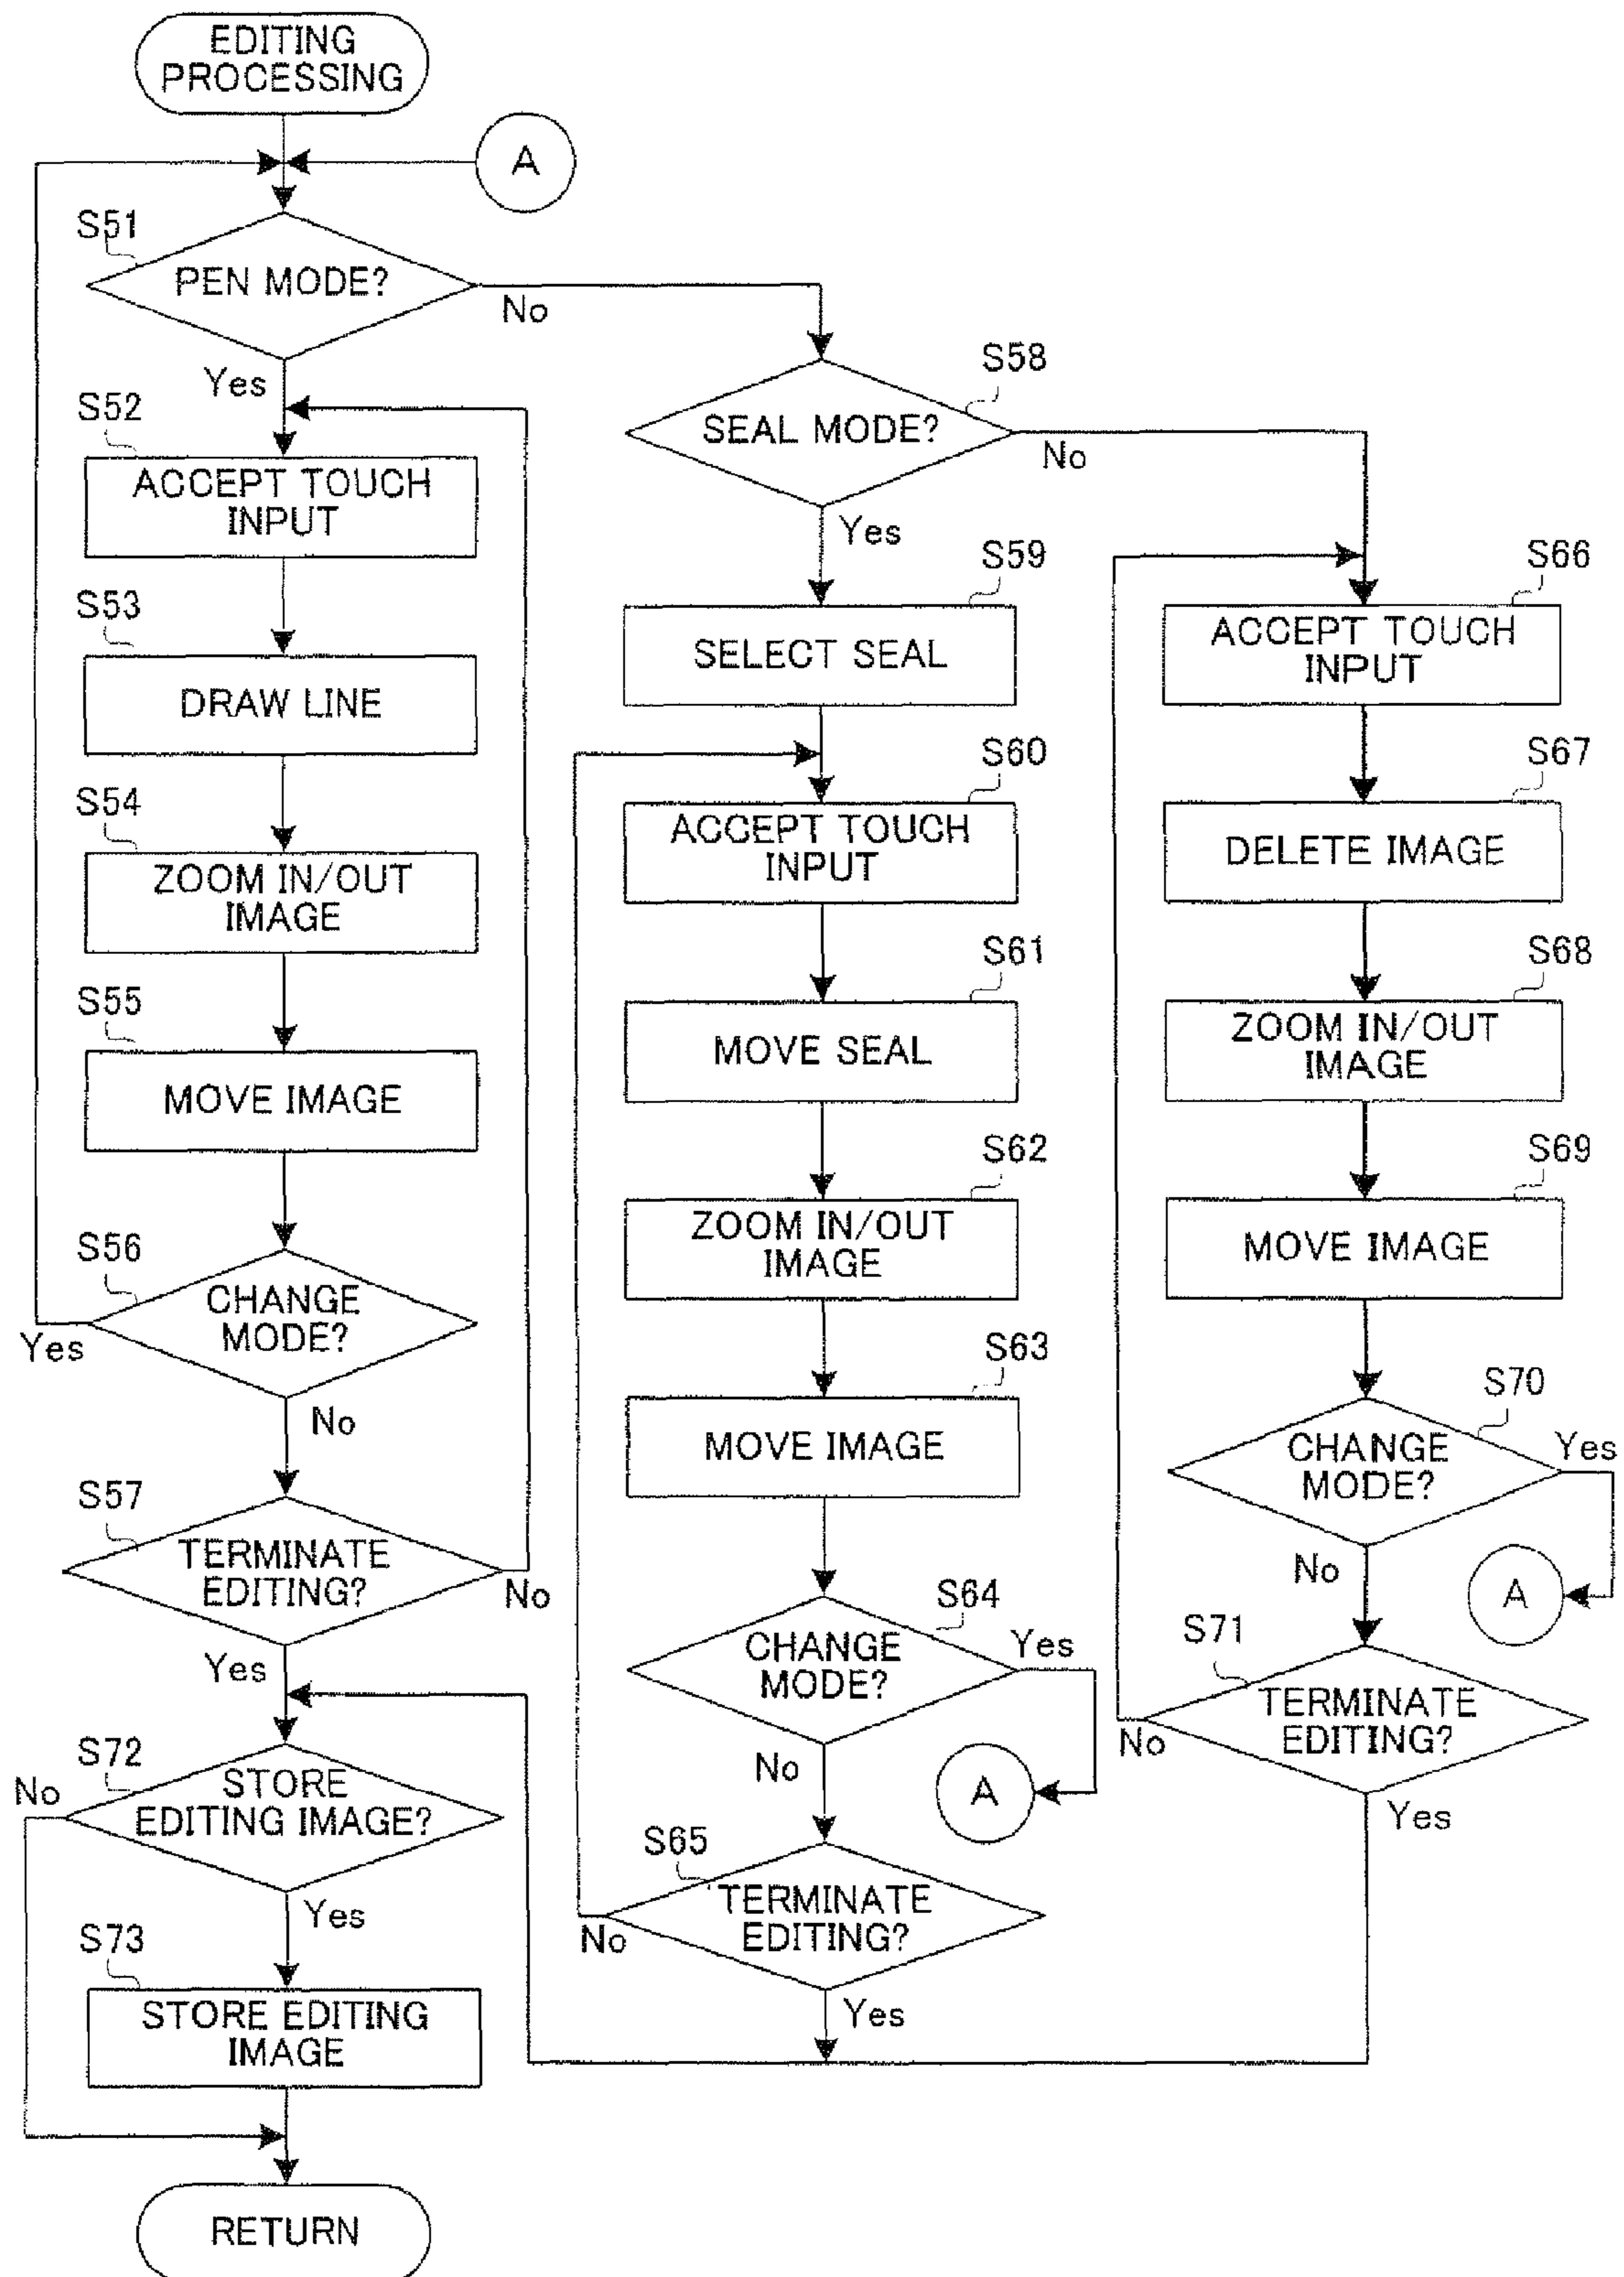 EDITING
PROCESSING
A
S51
PEN MODE?
No
Yes
S52
ACCEPT TOUCH
INPUT
S53
DRAW LINE
S54
ZOOM IN/OUT
IMAGE
S55
MOVE IMAGE
S56
CHANGE
MODE?
Yes
No
S57
TERMINATE
EDITING?
No
Yes
S72
No
STORE
EDITING IMAGE?
Yes
S73
STORE EDITING
IMAGE
RETURN
S58
SEAL MODE?
No
Yes
S59
SELECT SEAL
S60
ACCEPT TOUCH
INPUT
S61
MOVE SEAL
S62
ZOOM IN/OUT
IMAGE
S63
MOVE IMAGE
S64
CHANGE
MODE?
Yes
No
A
S65
TERMINATE
EDITING?
No
Yes
S66
ACCEPT TOUCH
INPUT
S67
DELETE IMAGE
S68
ZOOM IN/OUT
IMAGE
S69
MOVE IMAGE
S70
CHANGE
MODE?
Yes
No
A
S71
TERMINATE
EDITING?
No
Yes